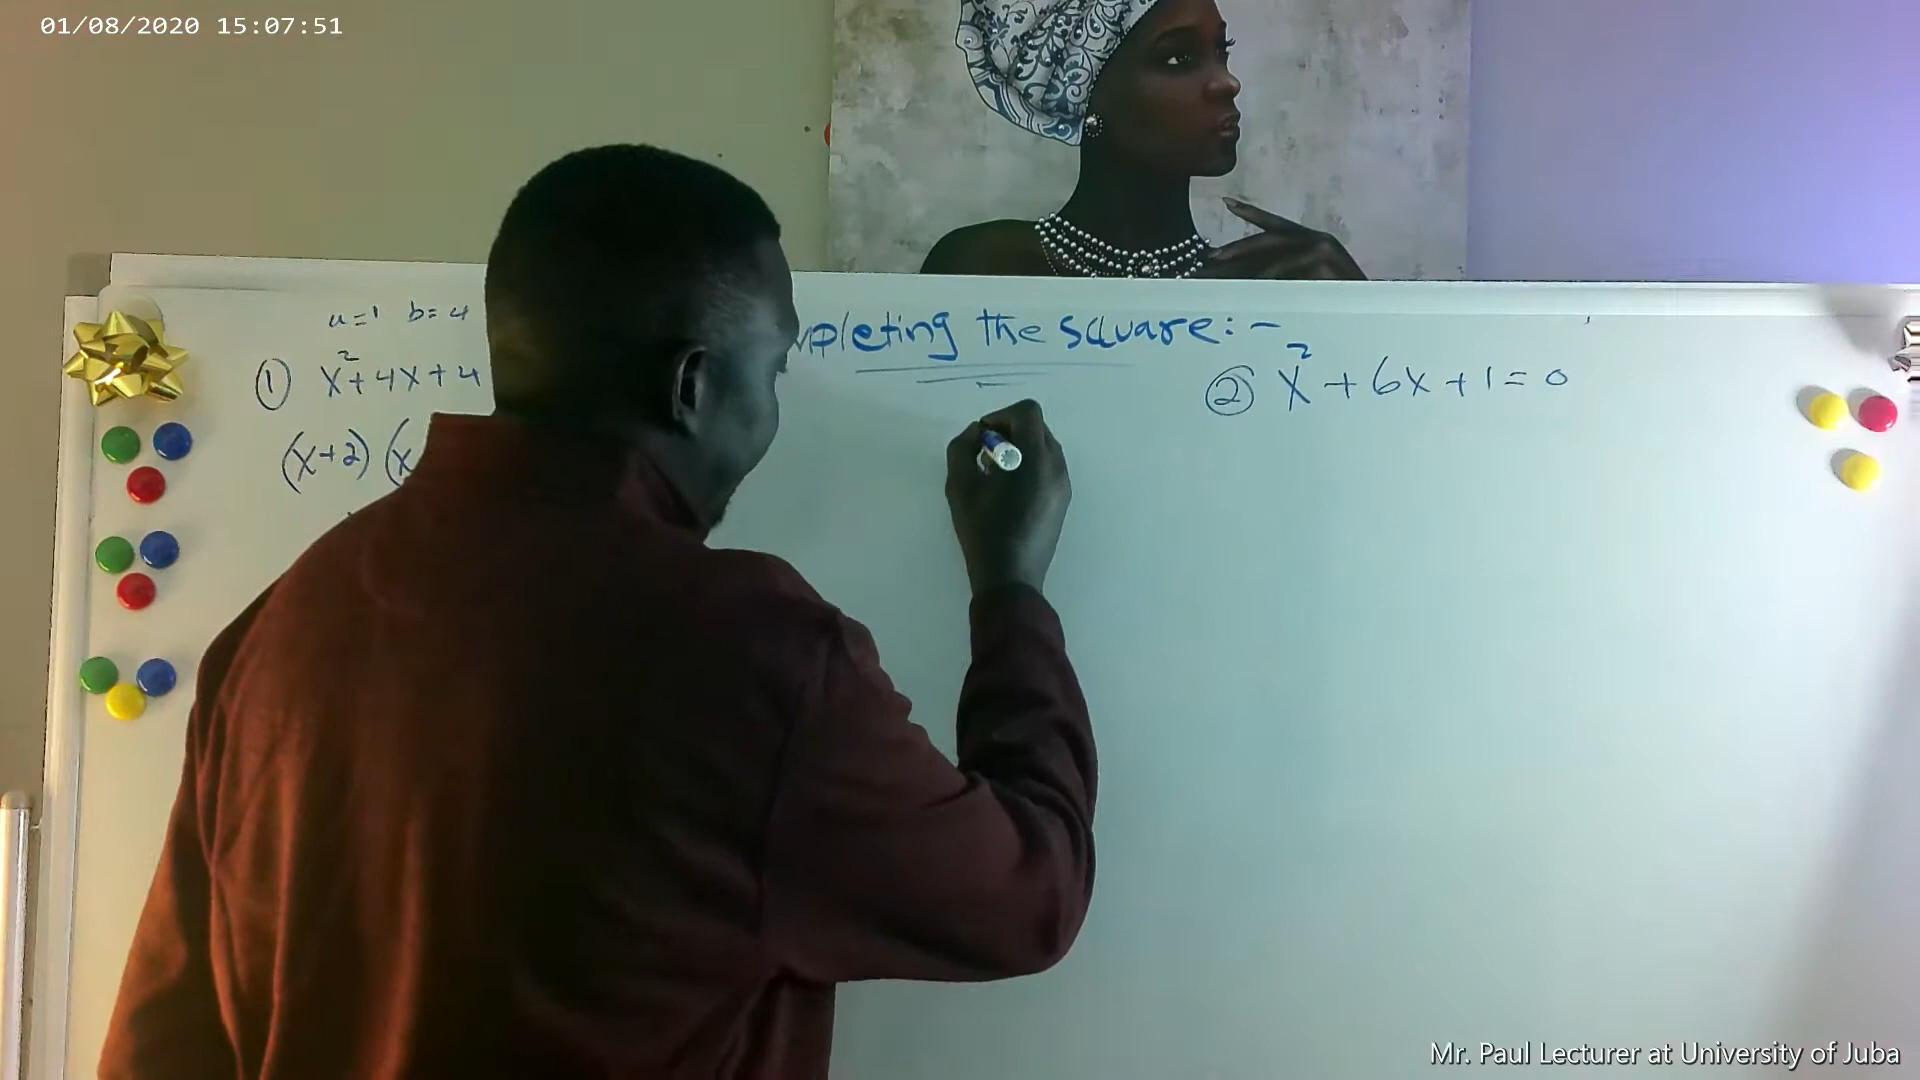 01/08/2020 15:07:51
a=1 b=4
mpleting the square:-
① x²+4x+4
② x²+6x+1=0
(x+2)(x
Mr. Paul Lecturer at University of Juba